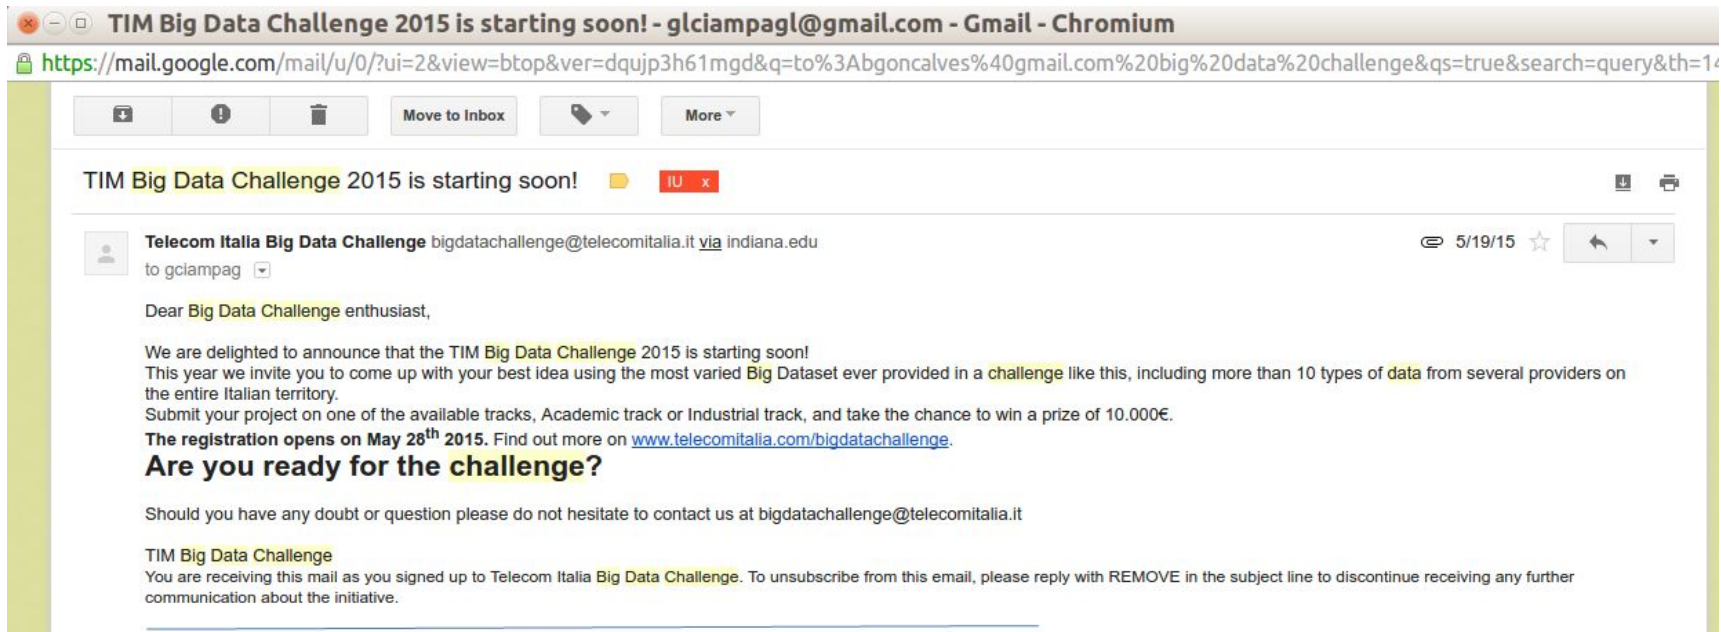 TIM Big Data Challenge 2015 is starting soon! - glciampagl@gmail.com - Gmail - Chromium
https://mail.google.com/mail/u/0/?ui=2&view=btop&ver=dqujp3h61mgd&q=to%3Abgoncalves%40gmail.com%20big%20data%20challenge&qs=true&search=query&th=14
Move to Inbox More
TIM Big Data Challenge 2015 is starting soon! IU x
Telecom Italia Big Data Challenge bigdatachallenge@telecomitalia.it via indiana.edu 5/19/15
to gciampag
Dear Big Data Challenge enthusiast,
We are delighted to announce that the TIM Big Data Challenge 2015 is starting soon!
This year we invite you to come up with your best idea using the most varied Big Dataset ever provided in a challenge like this, including more than 10 types of data from several providers on
the entire Italian territory.
Submit your project on one of the available tracks, Academic track or Industrial track, and take the chance to win a prize of 10.000€.
The registration opens on May 28th 2015. Find out more on www.telecomitalia.com/bigdatachallenge.
Are you ready for the challenge?
Should you have any doubt or question please do not hesitate to contact us at bigdatachallenge@telecomitalia.it
TIM Big Data Challenge
You are receiving this mail as you signed up to Telecom Italia Big Data Challenge. To unsubscribe from this email, please reply with REMOVE in the subject line to discontinue receiving any further
communication about the initiative.